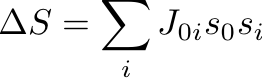 ΔS = ∑_i J_{0i} s_0 s_i